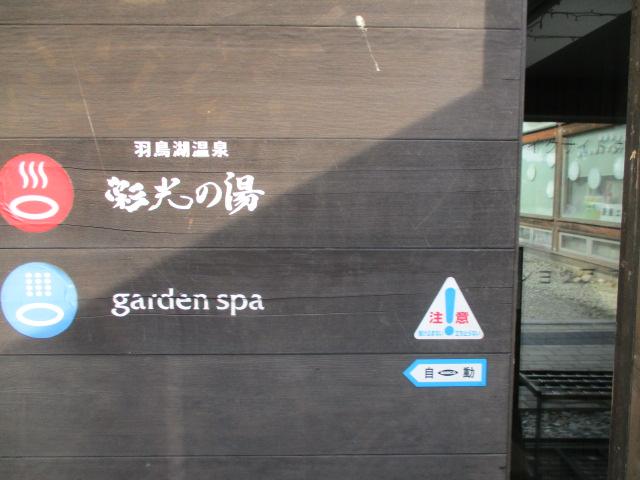 羽鳥湖温泉
彩光の湯
garden spa
注意
自動